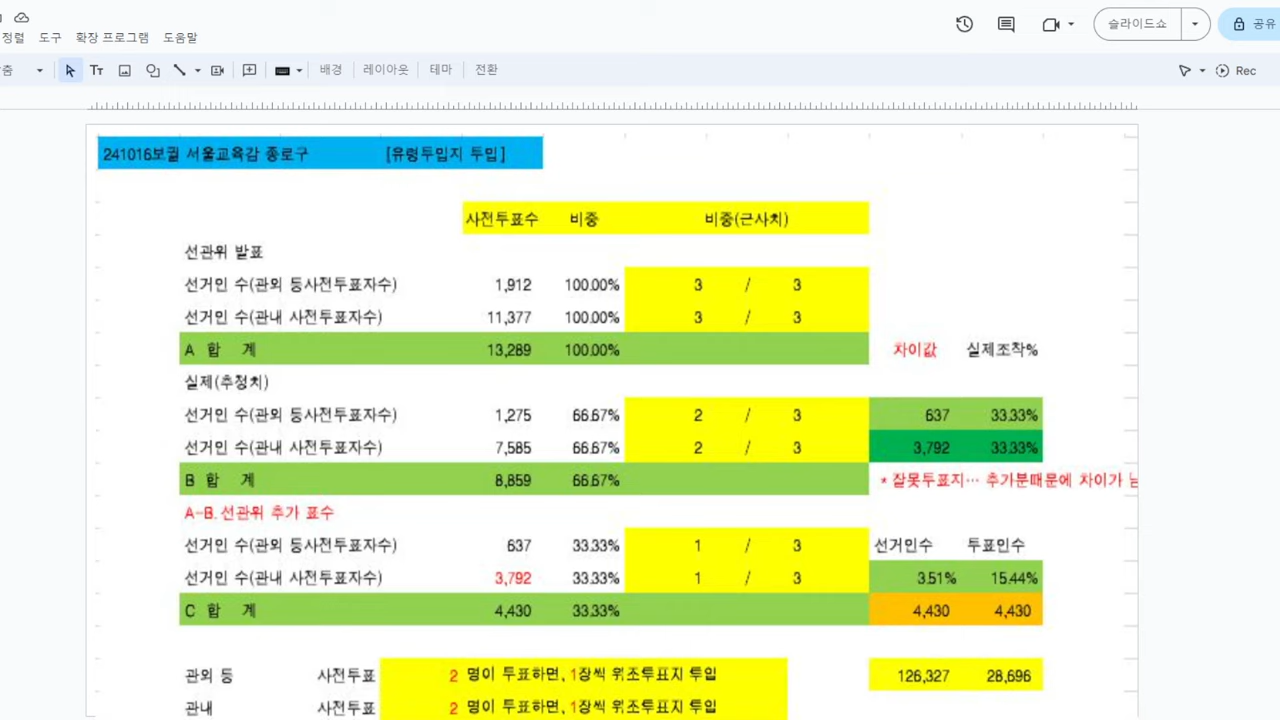 정렬 도구 확장 프로그램 도움말
슬라이드쇼 공유
배경 레이아웃 테마 전환 Rec
241016보궐 서울교육감 종로구 [유령투입지 투입]
사전투표수 비중 비중(근사치)
선관위 발표
선거인 수(관외 등사전투표자수) 1,912 100.00% 3 / 3
선거인 수(관내 사전투표자수) 11,377 100.00% 3 / 3
A 합 계 13,289 100.00% 차이값 실제조작%
실제(추정치)
선거인 수(관외 등사전투표자수) 1,275 66.67% 2 / 3 637 33.33%
선거인 수(관내 사전투표자수) 7,585 66.67% 2 / 3 3,792 33.33%
B 합 계 8,859 66.67% * 잘못투표지… 추가분때문에 차이가
A-B. 선관위 추가 표수
선거인 수(관외 등사전투표자수) 637 33.33% 1 / 3 선거인수 투표인수
선거인 수(관내 사전투표자수) 3,792 33.33% 1 / 3 3.51% 15.44%
C 합 계 4,430 33.33% 4,430 4,430
관외 등 사전투표 2 명이 투표하면, 1장씩 위조투표지 투입 126,327 28,696
관내 사전투표 2 명이 투표하면, 1장씩 위조투표지 투입